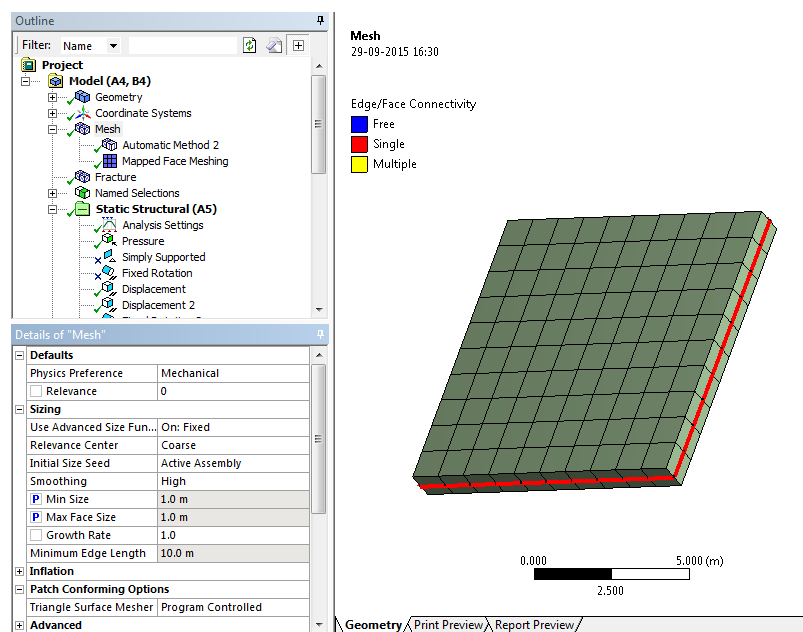 Outline
Filter: Name
Project
Model (A4, B4)
Geometry
Coordinate Systems
Mesh
Automatic Method 2
Mapped Face Meshing
Fracture
Named Selections
Static Structural (A5)
Analysis Settings
Pressure
Simply Supported
Fixed Rotation
Displacement
Displacement 2
Details of "Mesh"
Defaults
Physics Preference Mechanical
Relevance 0
Sizing
Use Advanced Size Fun... On: Fixed
Relevance Center Coarse
Initial Size Seed Active Assembly
Smoothing High
P Min Size 1.0 m
P Max Face Size 1.0 m
Growth Rate 1.0
Minimum Edge Length 10.0 m
Inflation
Patch Conforming Options
Triangle Surface Mesher Program Controlled
Advanced
Mesh
29-09-2015 16:30
Edge/Face Connectivity
Free
Single
Multiple
0.000 5.000 (m)
2.500
Geometry Print Preview Report Preview